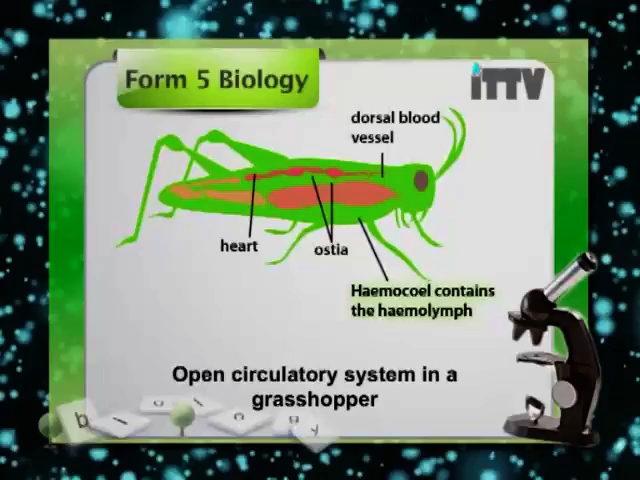 Form 5 Biology
iTTV
dorsal blood
vessel
heart
ostia
Haemocoel contains
the haemolymph
Open circulatory system in a
grasshopper
b